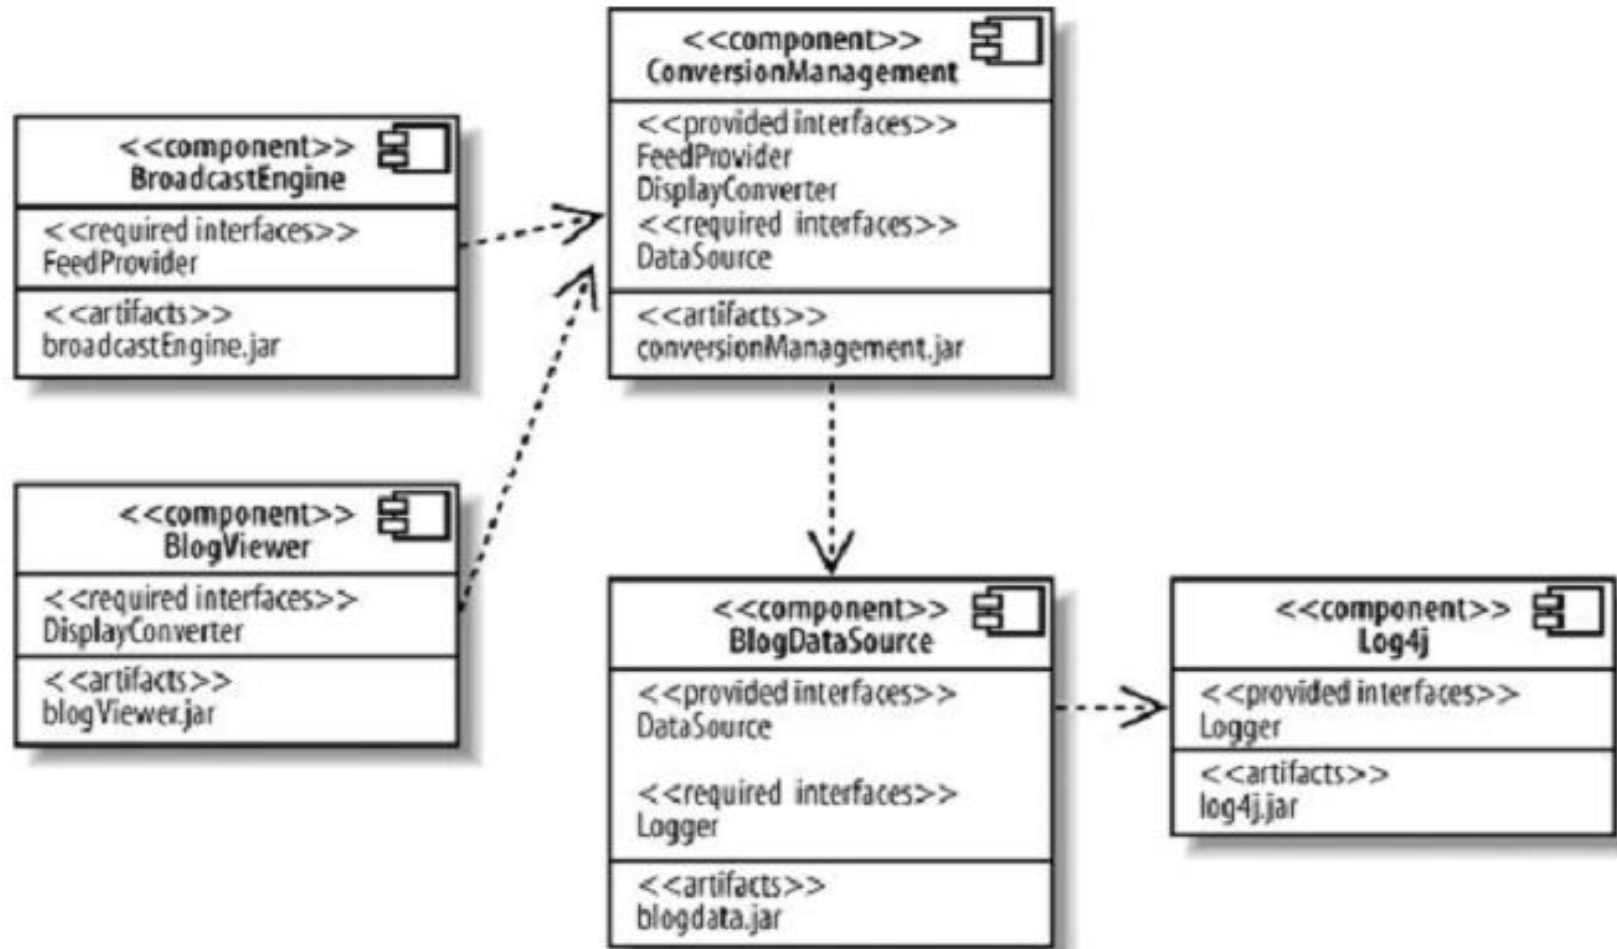 <<component>>
BroadcastEngine
<<required interfaces>>
FeedProvider
<<artifacts>>
broadcastEngine.jar
<<component>>
ConversionManagement
<<provided interfaces>>
FeedProvider
DisplayConverter
<<required interfaces>>
DataSource
<<artifacts>>
conversionManagement.jar
<<component>>
BlogViewer
<<required interfaces>>
DisplayConverter
<<artifacts>>
blogViewer.jar
<<component>>
BlogDataSource
<<provided interfaces>>
DataSource
<<required interfaces>>
Logger
<<artifacts>>
blogdata.jar
<<component>>
Log4j
<<provided interfaces>>
Logger
<<artifacts>>
log4j.jar